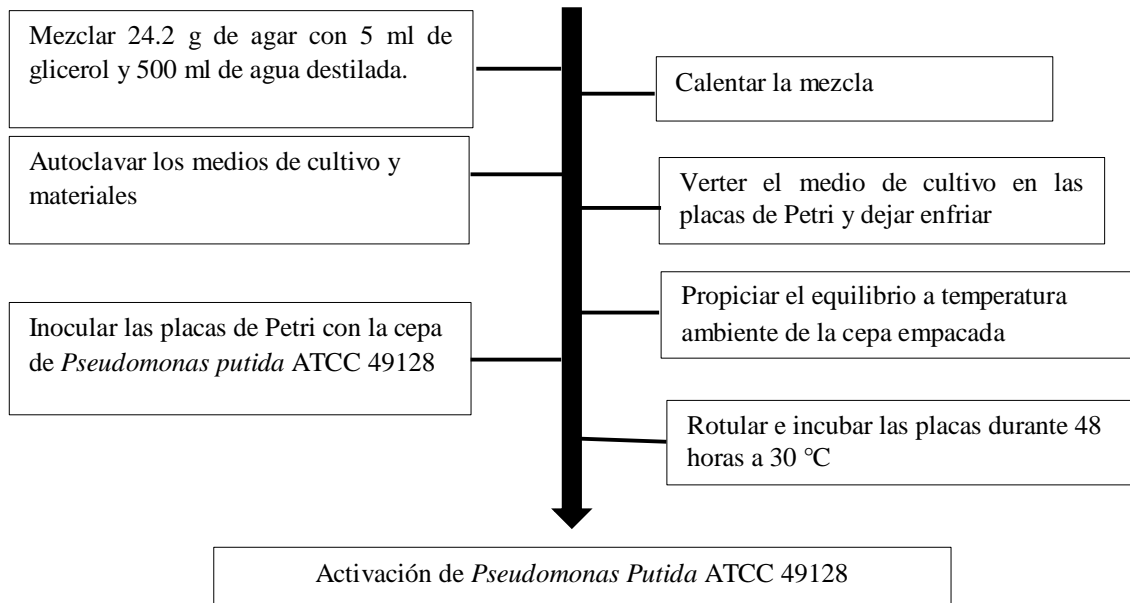 Mezclar 24.2 g de agar con 5 ml de
glicerol y 500 ml de agua destilada.
Calentar la mezcla
Autoclavar los medios de cultivo y
materiales
Verter el medio de cultivo en las
placas de Petri y dejar enfriar
Propiciar el equilibrio a temperatura
ambiente de la cepa empacada
Inocular las placas de Petri con la cepa
de Pseudomonas putida ATCC 49128
Rotular e incubar las placas durante 48
horas a 30 °C
Activación de Pseudomonas Putida ATCC 49128